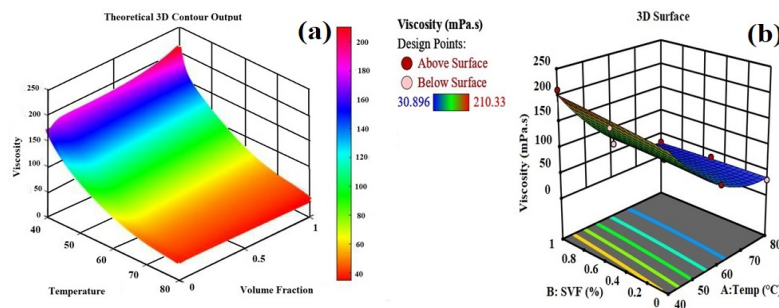 Theoretical 3D Contour Output
(a)
250
200
150
100
50
0
Viscosity
40
50
60
70
80
Temperature
0
0.5
1
Volume Fraction
200
180
160
140
120
100
80
60
40
Viscosity (mPa.s)
Design Points:
Above Surface
Below Surface
30.896 210.33
3D Surface
(b)
250
200
150
100
50
0
Viscosity (mPa.s)
1
0.8
0.6
0.4
0.2
0
B: SVF (%)
40
50
60
70
80
A:Temp (°C)